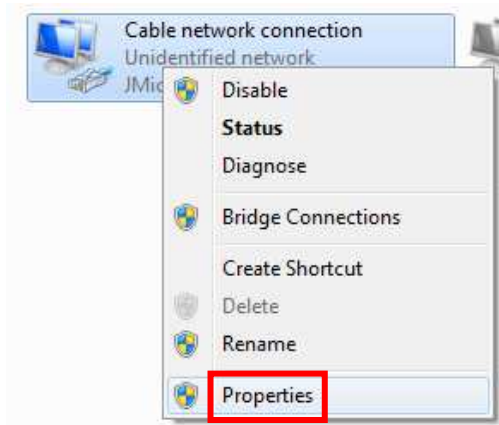 Cable network connection
Unidentified network
JMic
Disable
Status
Diagnose
Bridge Connections
Create Shortcut
Delete
Rename
Properties